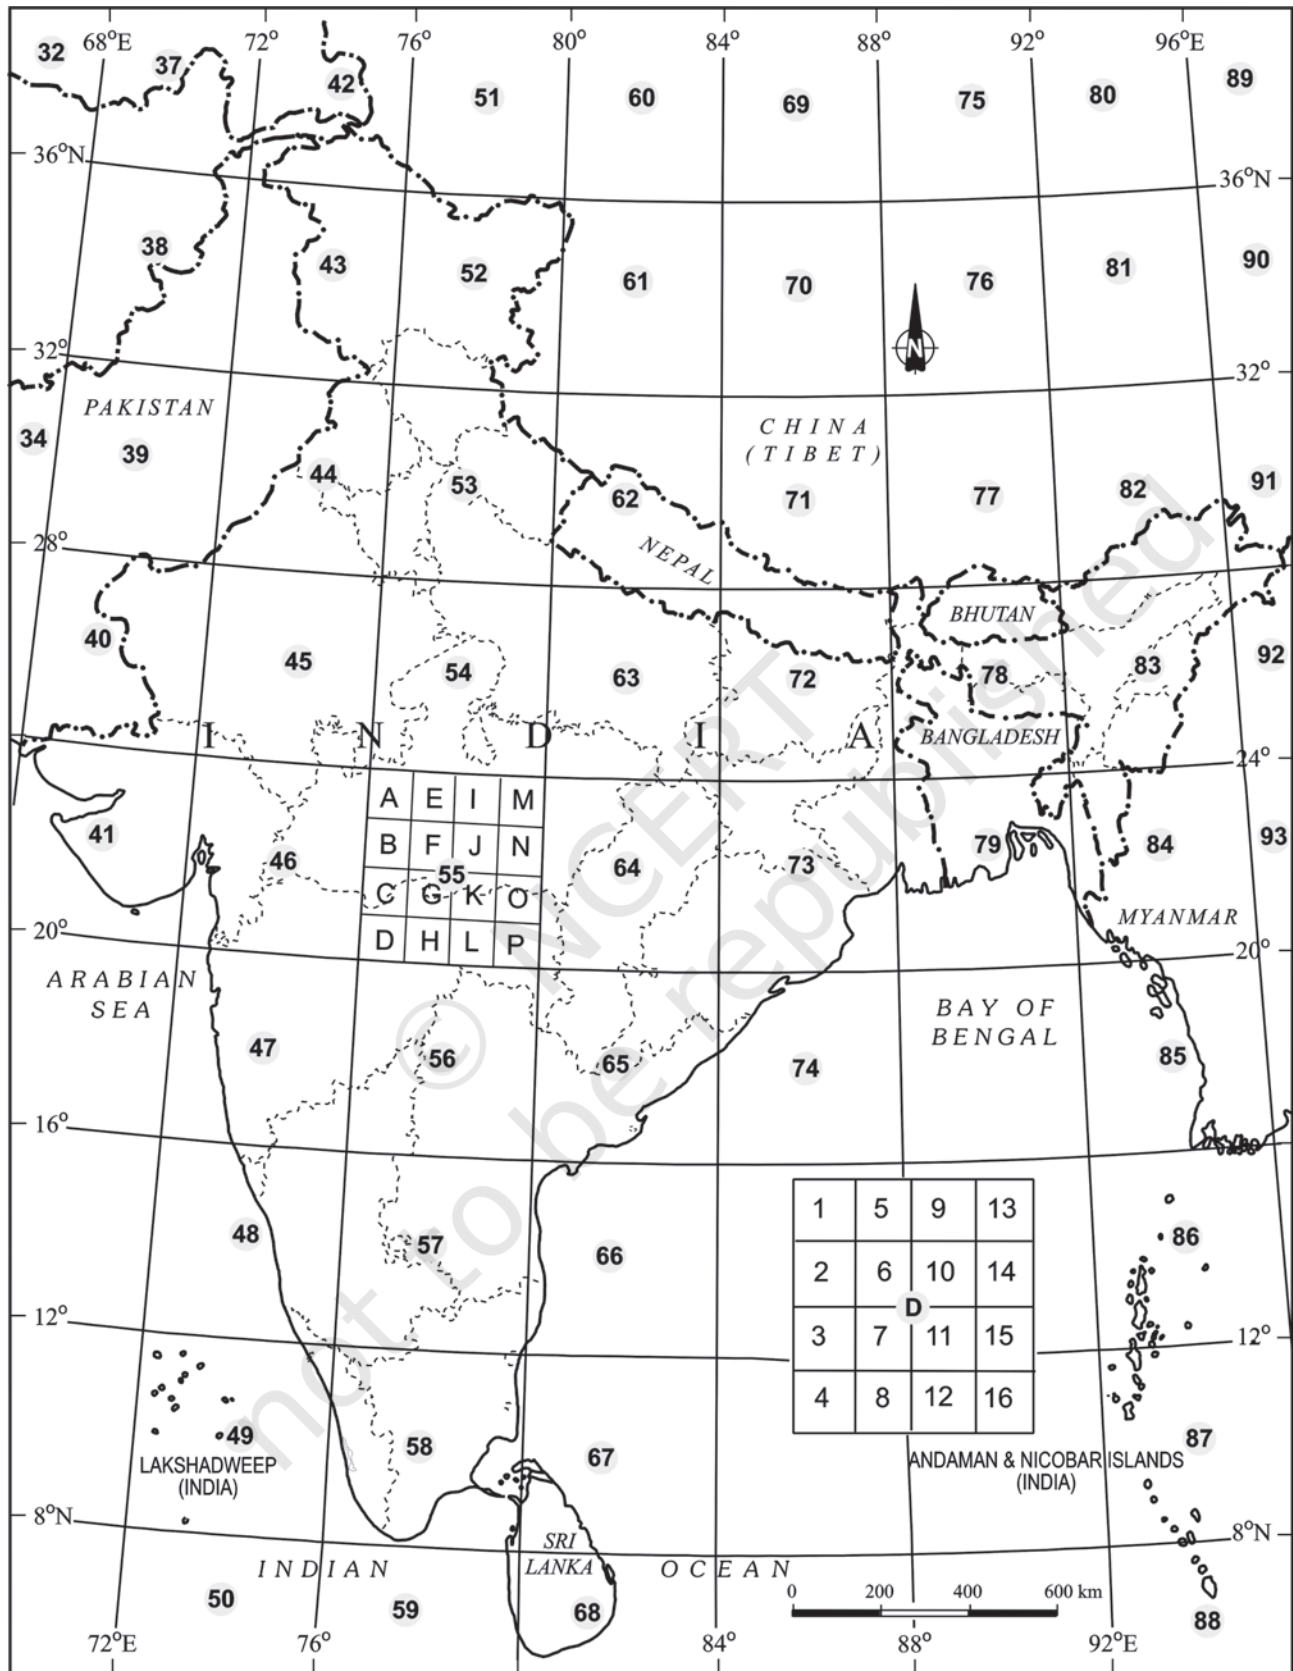 68°E 72° 76° 80° 84° 88° 92° 96°E
32 37 42 51 60 69 75 80 89
36°N 36°N
38 43 52 61 70 76 81 90
N
32° 32°
PAKISTAN
CHINA
(TIBET)
34 39 44 53 62 71 77 82 91
28°
NEPAL
BHUTAN
40 45 54 63 72 78 83 92
I N D I A
BANGLADESH
24°
A E I M
B F J N
41 46 55 64 73 79 84 93
C G K O
D H L P
MYANMAR
20° 20°
ARABIAN
SEA
BAY OF
BENGAL
47 56 65 74 85
16°
48 57 66 86
1 5 9 13
2 6 10 14
D
3 7 11 15
4 8 12 16
12° 12°
49 58 67 87
LAKSHADWEEP
(INDIA)
ANDAMAN & NICOBAR ISLANDS
(INDIA)
8°N 8°N
SRI
LANKA
INDIAN OCEAN
0 200 400 600 km
50 59 68 88
72°E 76° 84° 88° 92°E
© NCERT
not to be republished